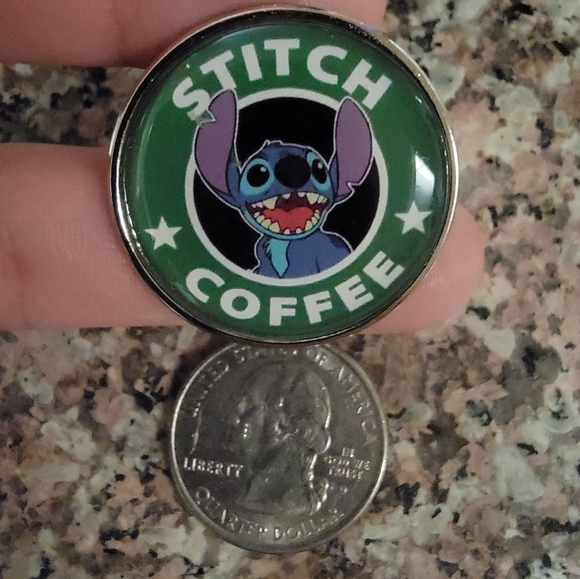 STITCH
COFFEE
UNITED STATES OF AMERICA
LIBERTY
IN
GOD WE
TRUST
QUARTER DOLLAR